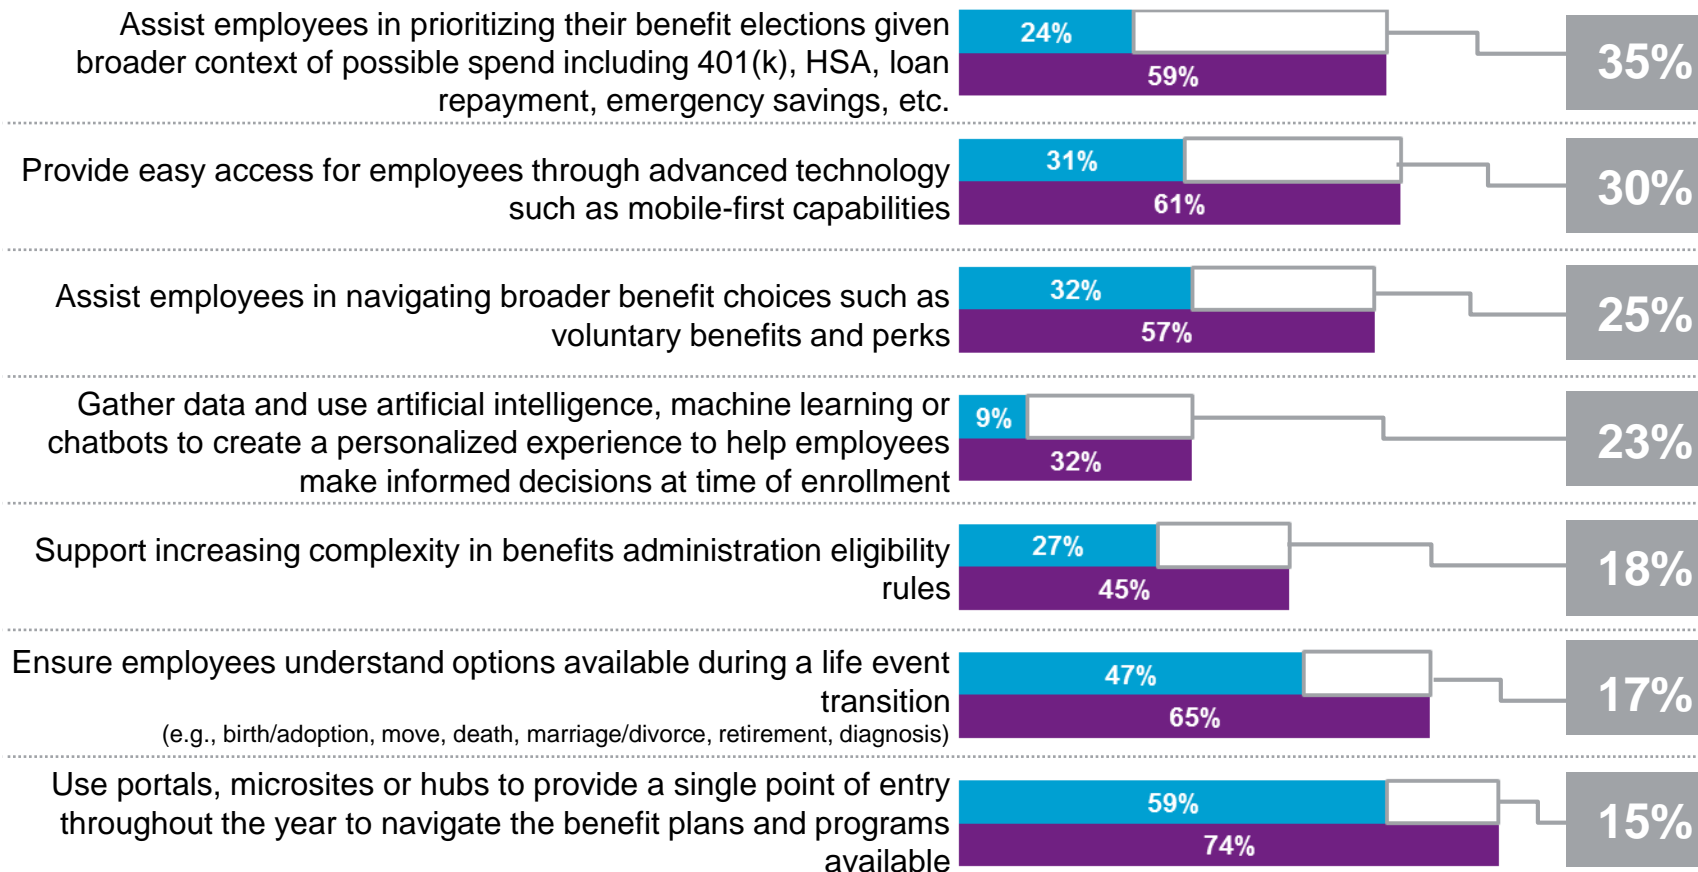 Assist employees in prioritizing their benefit elections given
broader context of possible spend including 401(k), HSA, loan
repayment, emergency savings, etc.
24%
59%
35%
Provide easy access for employees through advanced technology
such as mobile-first capabilities
31%
61%
30%
Assist employees in navigating broader benefit choices such as
voluntary benefits and perks
32%
57%
25%
Gather data and use artificial intelligence, machine learning or
chatbots to create a personalized experience to help employees
make informed decisions at time of enrollment
9%
32%
23%
Support increasing complexity in benefits administration eligibility
rules
27%
45%
18%
Ensure employees understand options available during a life event
transition
(e.g., birth/adoption, move, death, marriage/divorce, retirement, diagnosis)
47%
65%
17%
Use portals, microsites or hubs to provide a single point of entry
throughout the year to navigate the benefit plans and programs
available
59%
74%
15%